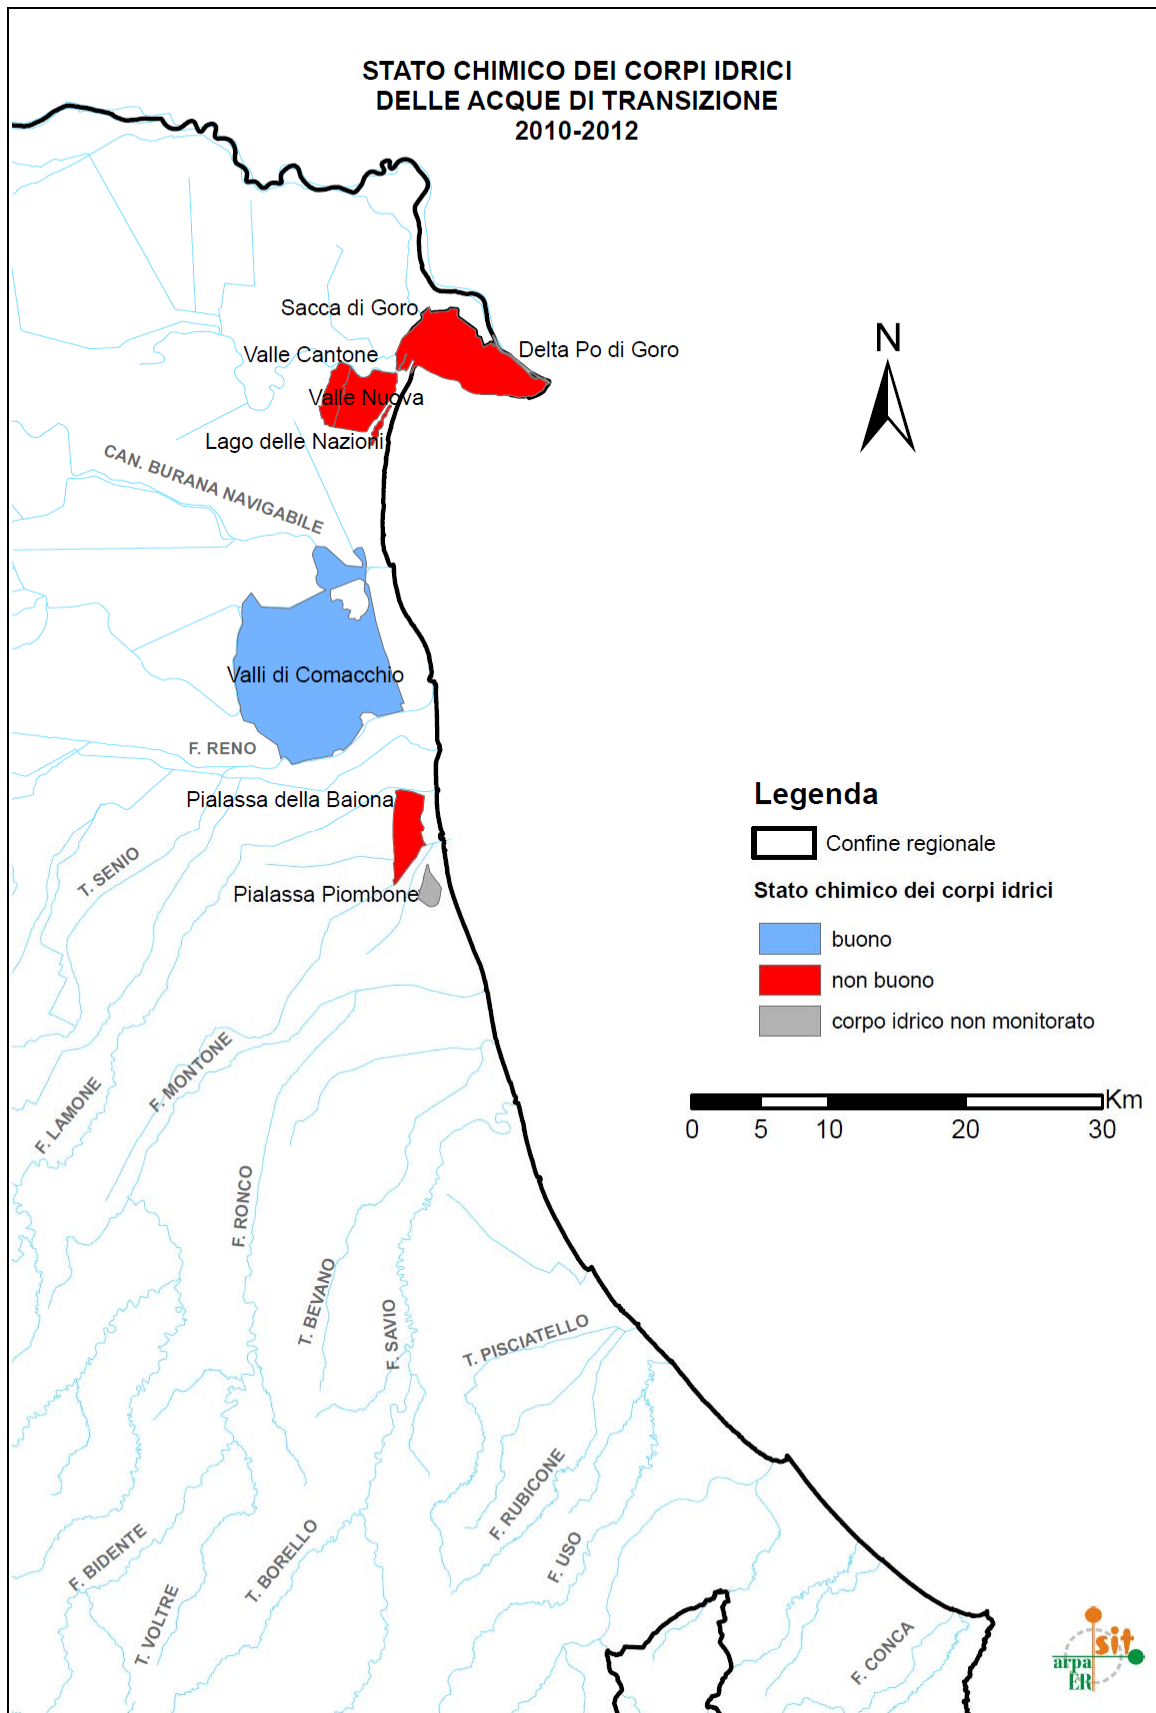 STATO CHIMICO DEI CORPI IDRICI
DELLE ACQUE DI TRANSIZIONE
2010-2012
Sacca di Goro
Delta Po di Goro
Valle Cantone
Valle Nuova
Lago delle Nazioni
N
CAN. BURANA NAVIGABILE
Valli di Comacchio
F. RENO
Pialassa della Baiona
T. SENIO
Pialassa Piombone
Legenda
Confine regionale
Stato chimico dei corpi idrici
buono
non buono
corpo idrico non monitorato
Km
0 5 10 20 30
F. LAMONE
F. MONTONE
F. RONCO
T. BEVANO
F. SAVIO
T. PISCIATELLO
F. RUBICONE
F. USO
F. BIDENTE
T. VOLTRE
T. BORELLO
F. CONCA
sit
arpa
ER